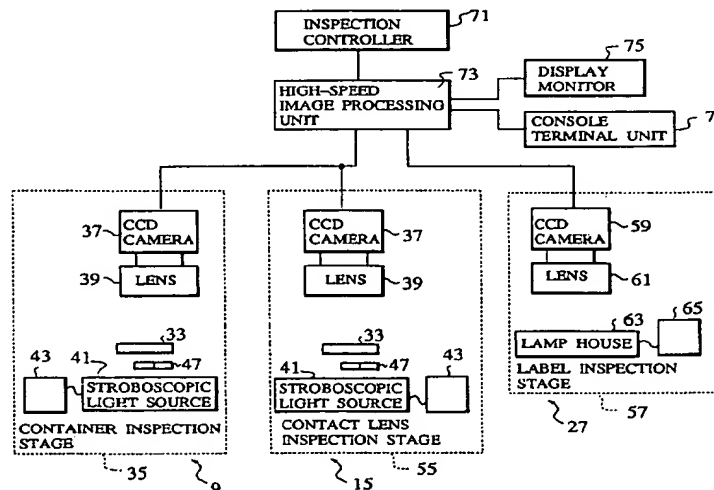 INSPECTION
CONTROLLER
71
HIGH-SPEED
IMAGE PROCESSING
UNIT
73
DISPLAY
MONITOR
75
CONSOLE
TERMINAL UNIT
7
CCD
CAMERA
37
LENS
39
33
47
41
43
STROBOSCOPIC
LIGHT SOURCE
CONTAINER INSPECTION
STAGE
35
9
CCD
CAMERA
37
LENS
39
33
47
41
43
STROBOSCOPIC
LIGHT SOURCE
CONTACT LENS
INSPECTION STAGE
15
55
CCD
CAMERA
59
LENS
61
63
65
LAMP HOUSE
LABEL INSPECTION
STAGE
27
57